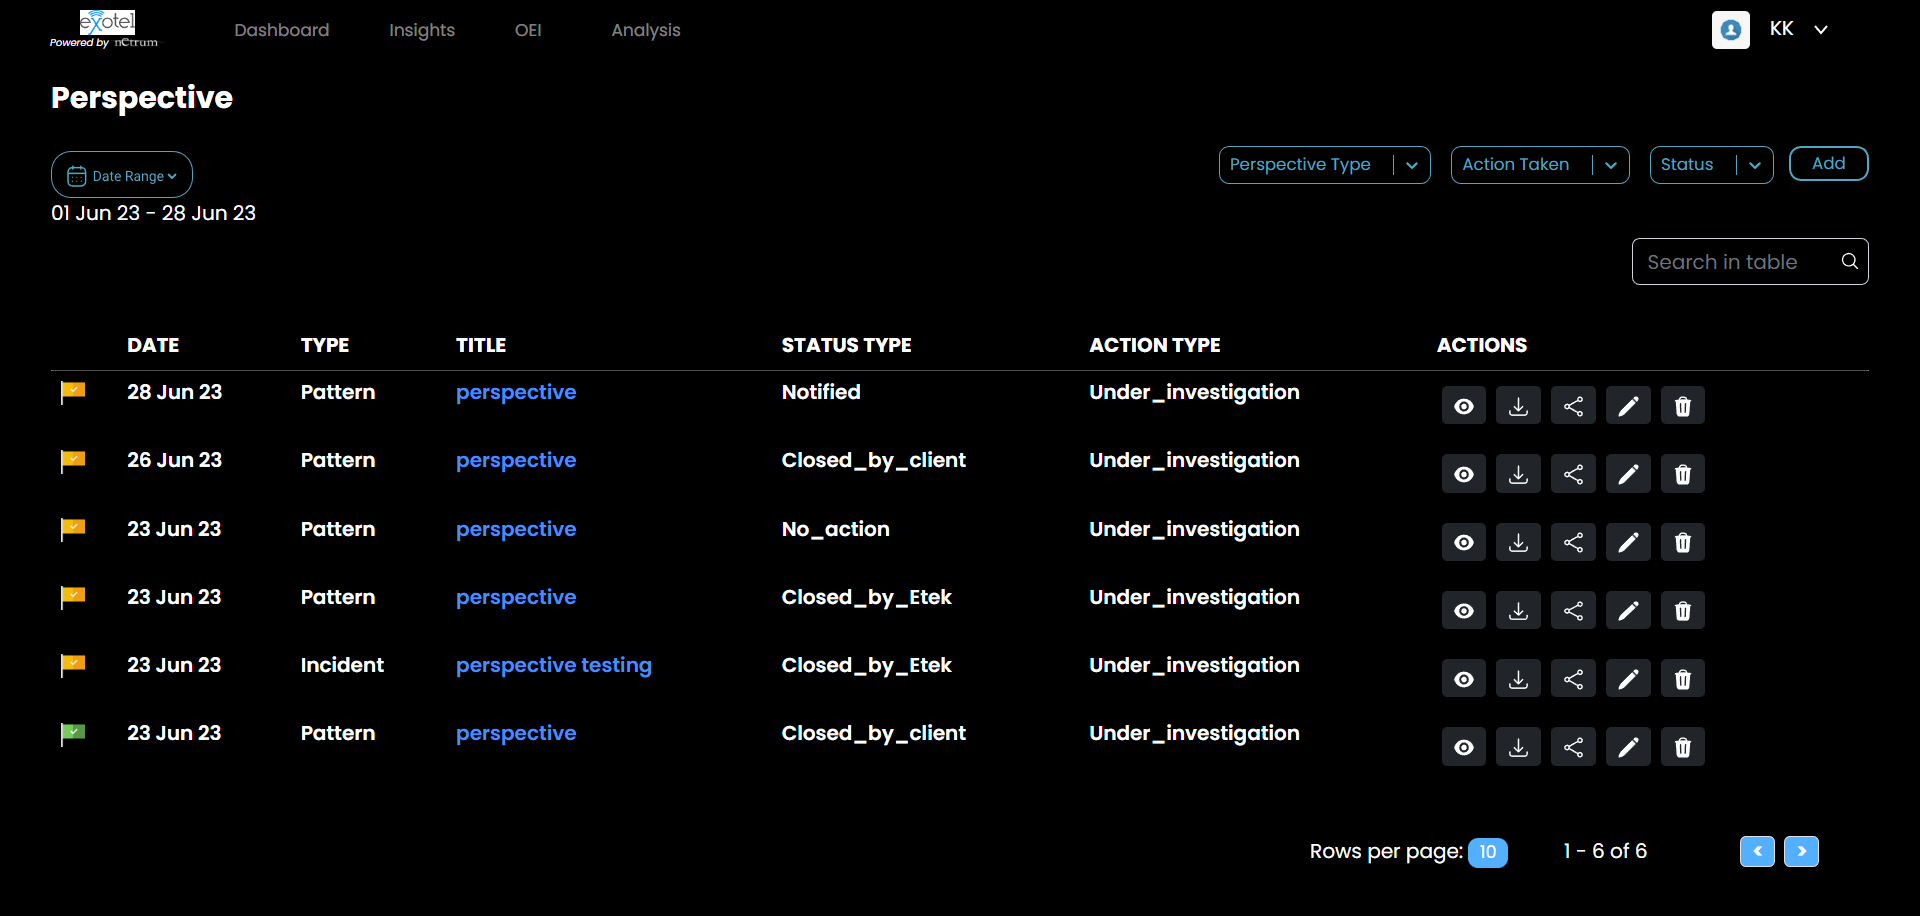 exotel
Powered by nCtrum
Dashboard Insights OEI Analysis KK
Perspective
Date Range
Perspective Type Action Taken Status Add
01 Jun 23 - 28 Jun 23
Search in table
DATE TYPE TITLE STATUS TYPE ACTION TYPE ACTIONS
28 Jun 23 Pattern perspective Notified Under_investigation
26 Jun 23 Pattern perspective Closed_by_client Under_investigation
23 Jun 23 Pattern perspective No_action Under_investigation
23 Jun 23 Pattern perspective Closed_by_Etek Under_investigation
23 Jun 23 Incident perspective testing Closed_by_Etek Under_investigation
23 Jun 23 Pattern perspective Closed_by_client Under_investigation
Rows per page: 10 1 - 6 of 6 < >